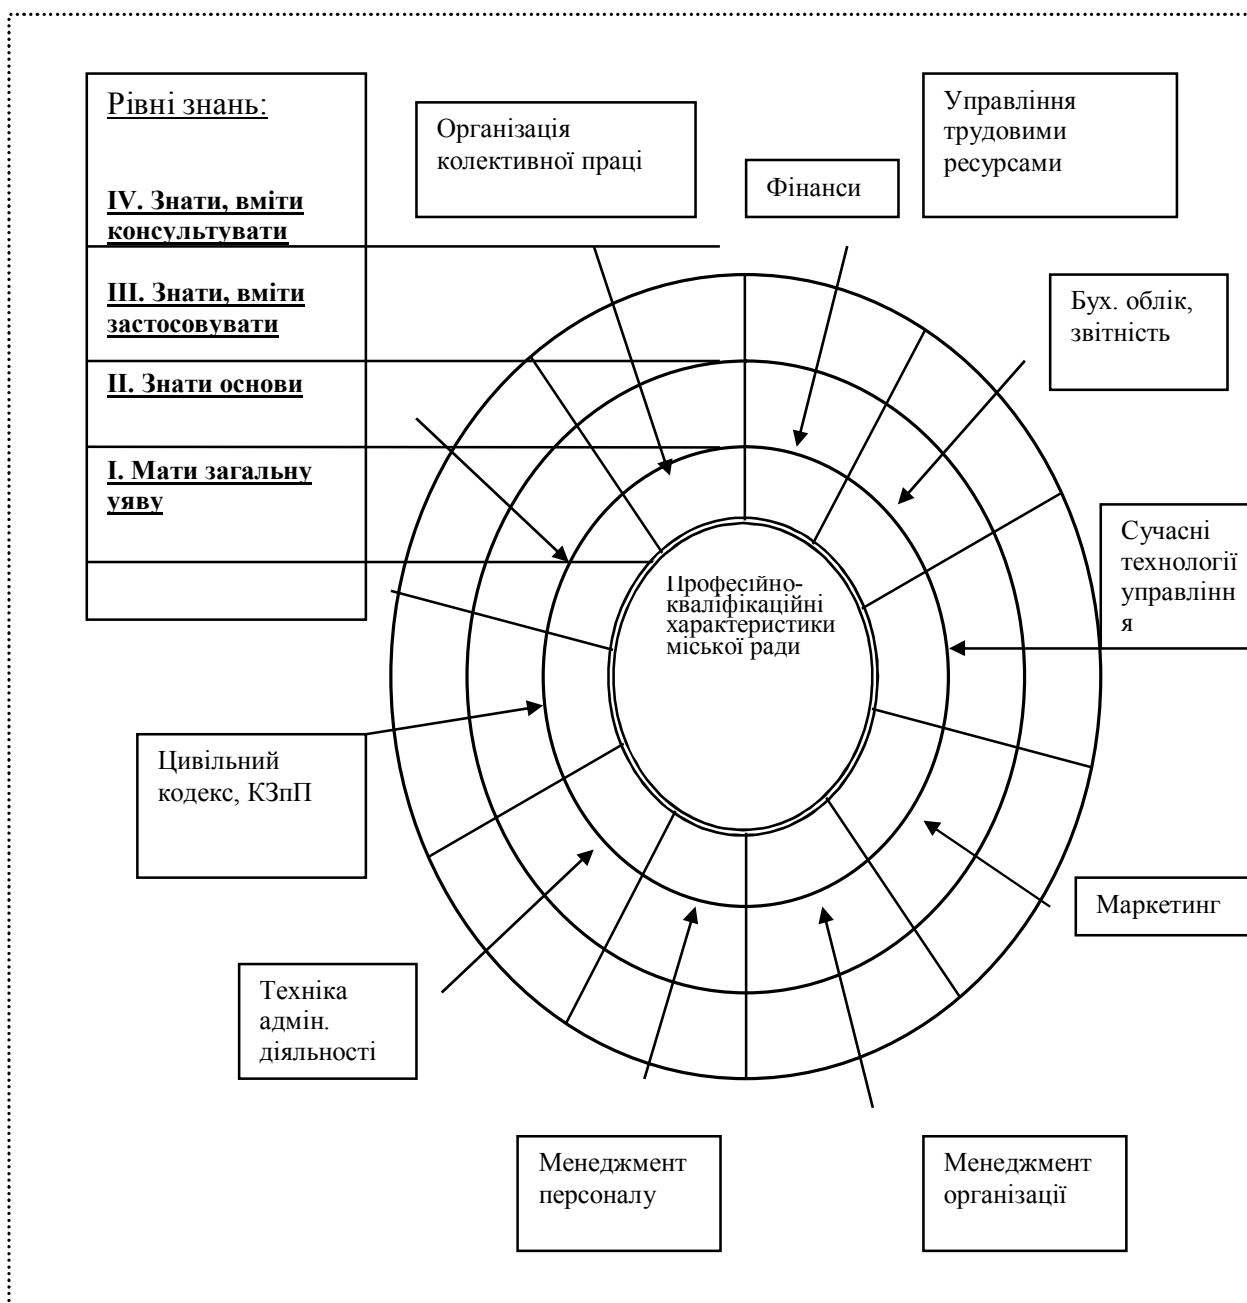 Рівні знань:
IV. Знати, вміти
консультувати
III. Знати, вміти
застосовувати
II. Знати основи
I. Мати загальну
уяву
Організація
колективної праці
Фінанси
Управління
трудовими
ресурсами
Бух. облік,
звітність
Сучасні
технології
управлінн
я
Професійно-
кваліфікаційні
характеристики
міської ради
Цивільний
кодекс, КЗпП
Маркетинг
Техніка
адмін.
діяльності
Менеджмент
персоналу
Менеджмент
організації